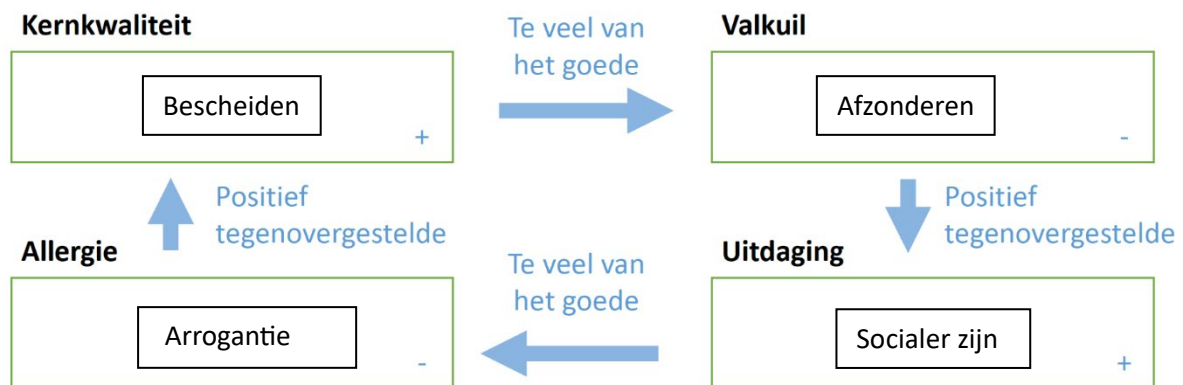 Kernkwaliteit
Te veel van
het goede
Valkuil
Bescheiden
+
Afzonderen
-
Positief
tegenovergestelde
Positief
tegenovergestelde
Allergie
Te veel van
het goede
Uitdaging
Arrogantie
-
Socialer zijn
+